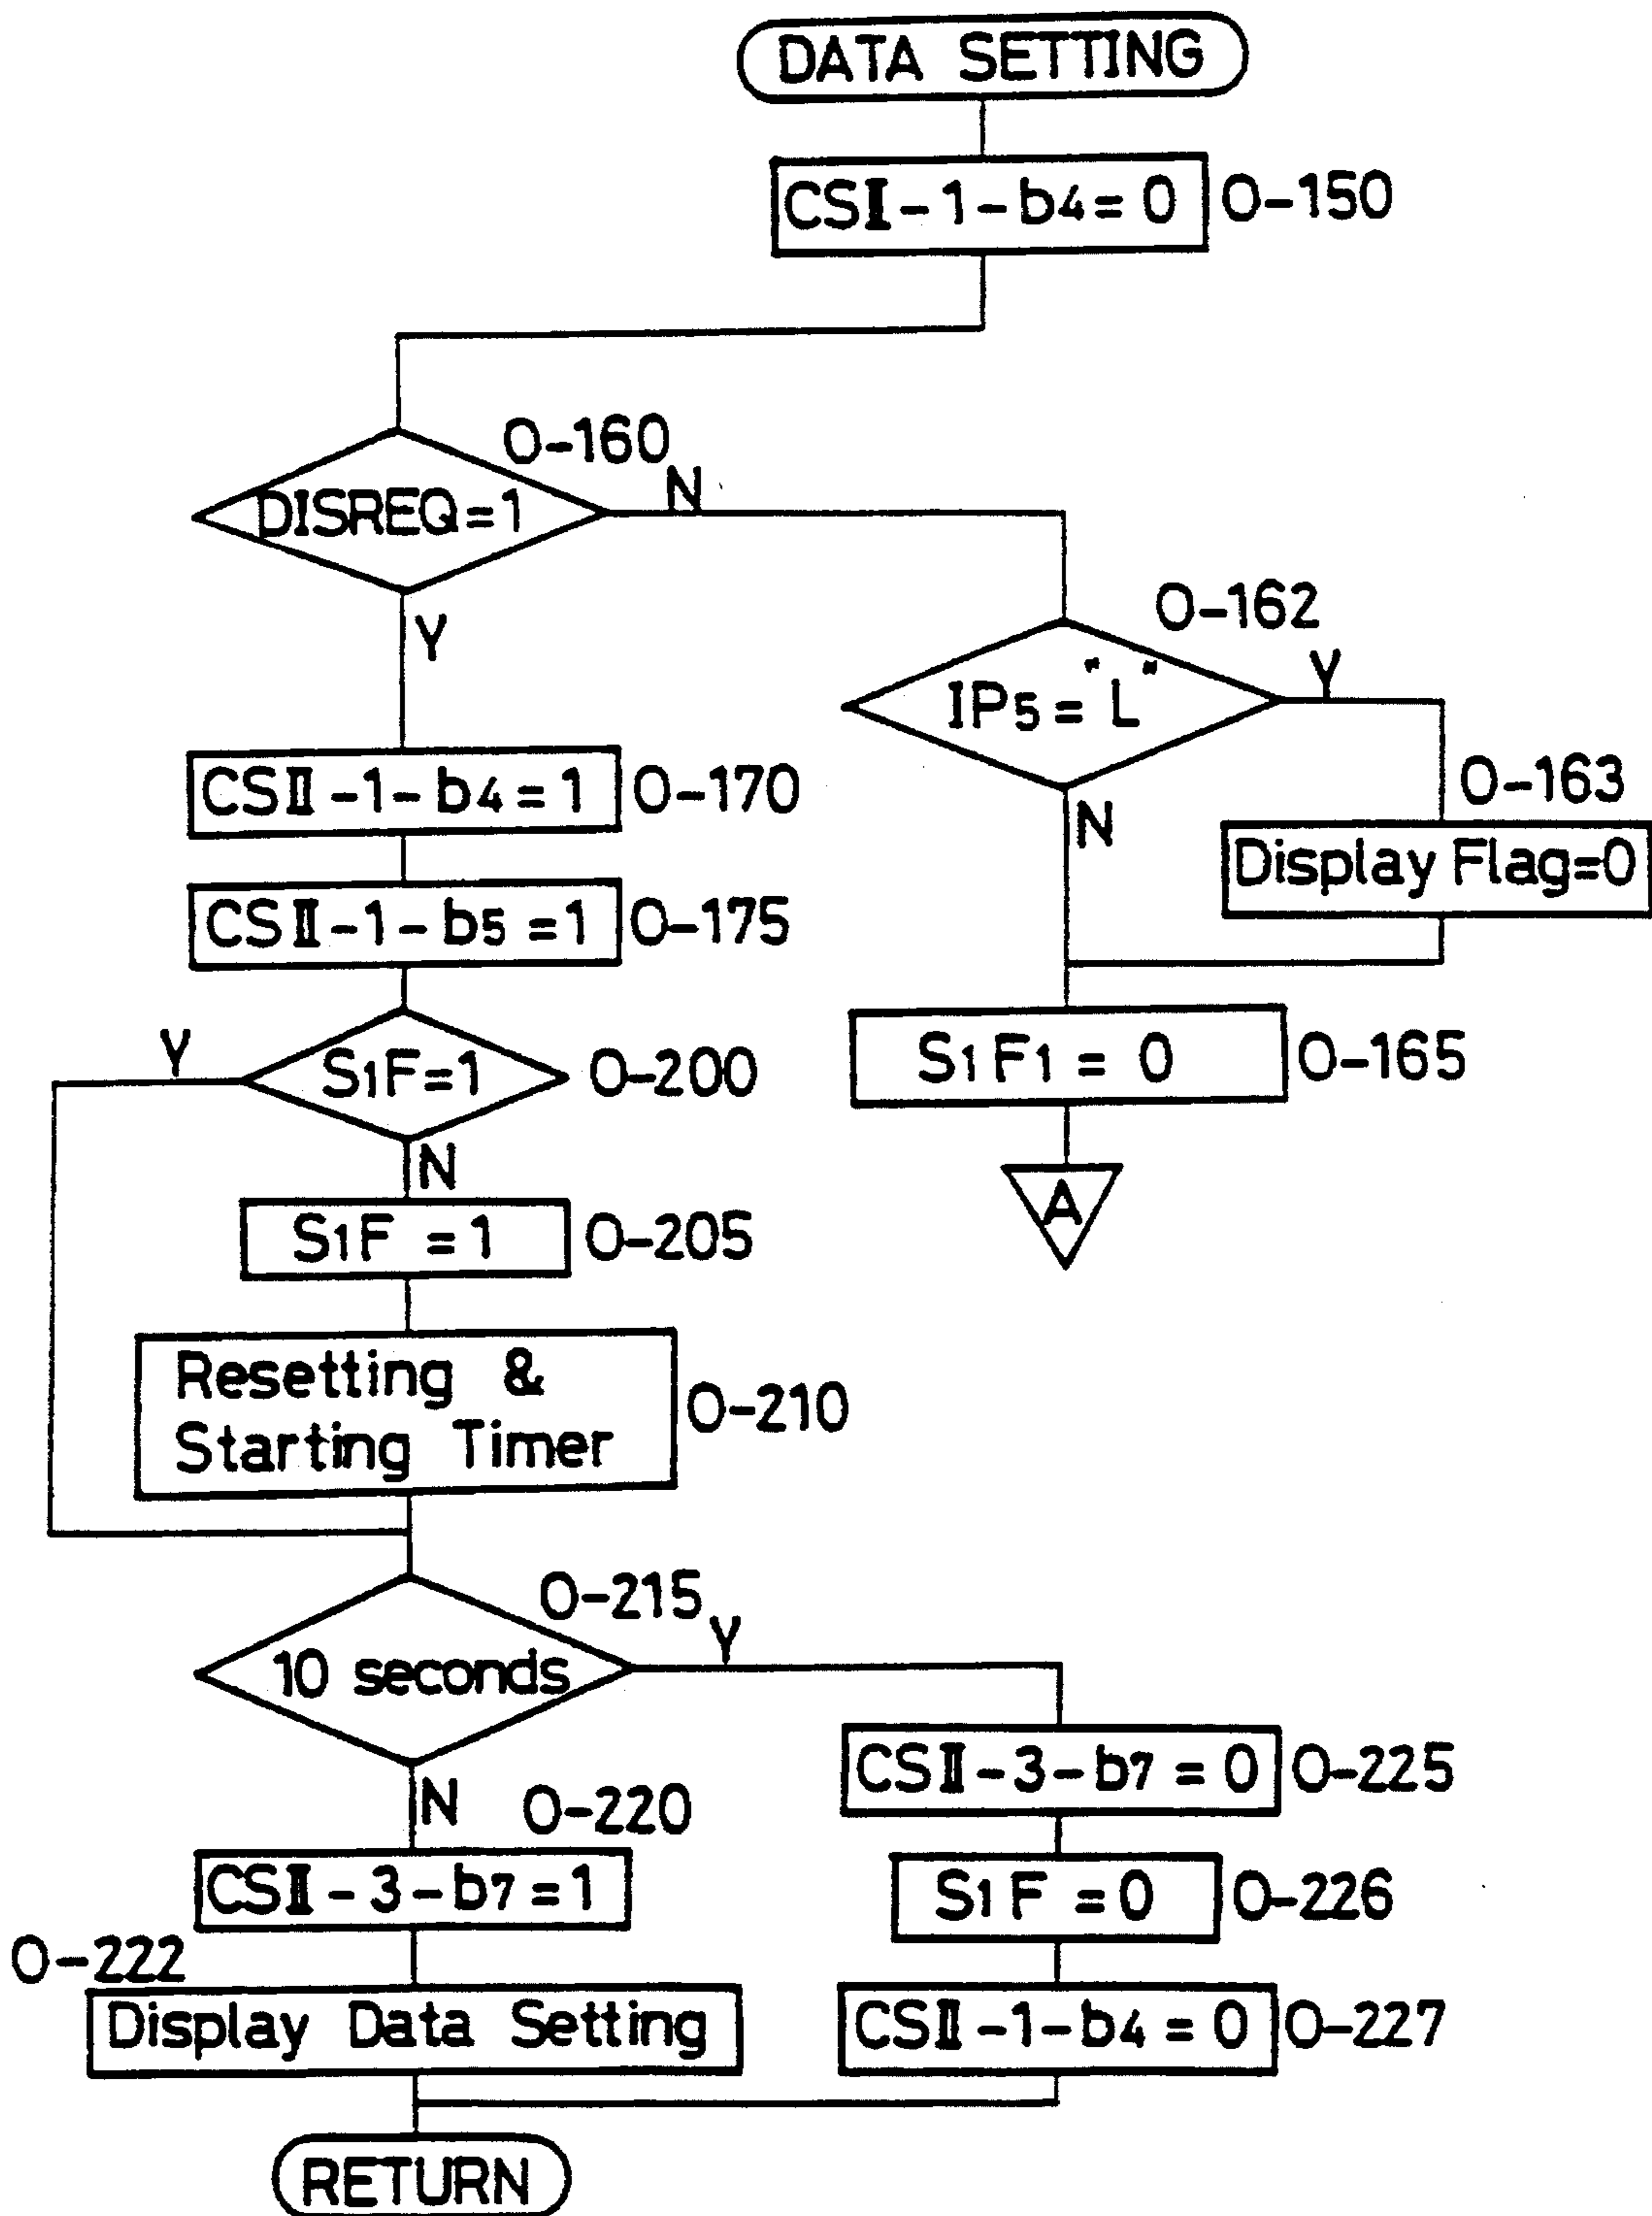 DATA SETTING
CSI-1-b4=0 O-150
O-160
DISREQ=1
N
Y
O-162
IP5="L"
Y
N
O-163
Display Flag=0
CSII-1-b4=1 O-170
CSII-1-b5=1 O-175
S1F1=0 O-165
A
Y
S1F=1 O-200
N
S1F=1 O-205
Resetting &
Starting Timer
O-210
O-215
10 seconds
Y
N
O-220
CSII-3-b7=1
O-222
Display Data Setting
CSII-3-b7=0 O-225
S1F=0 O-226
CSII-1-b4=0 O-227
RETURN